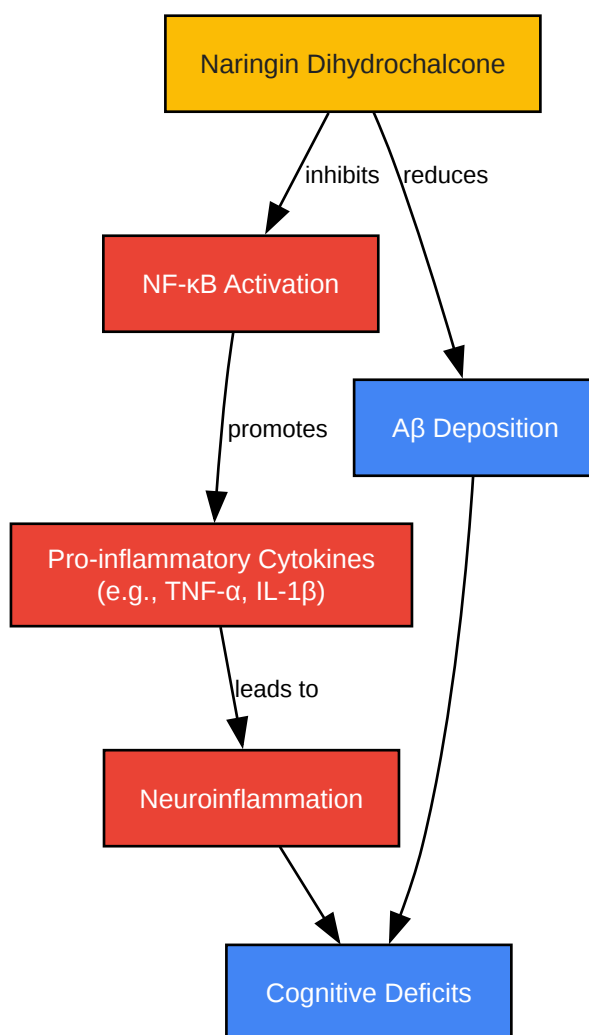 Naringin Dihydrochalcone
inhibits
reduces
NF-κB Activation
Aβ Deposition
promotes
Pro-inflammatory Cytokines
(e.g., TNF-α, IL-1β)
leads to
Neuroinflammation
Cognitive Deficits